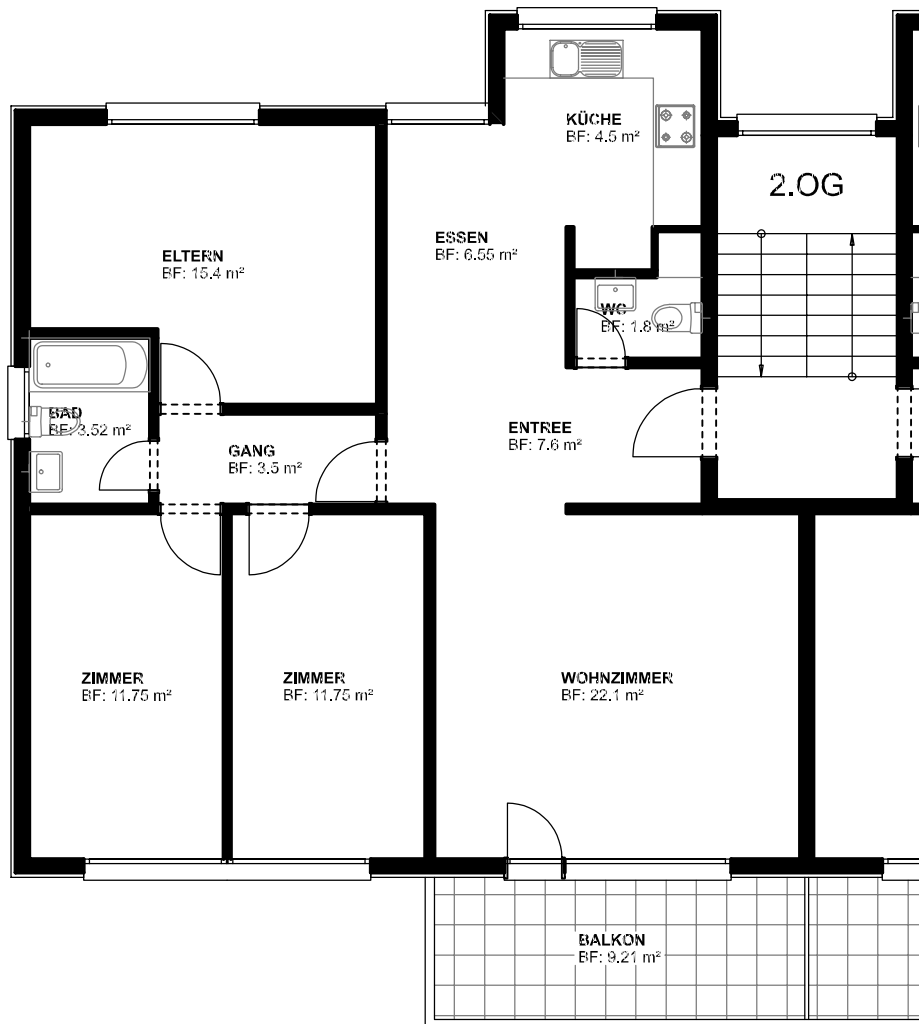 KÜCHE
BF: 4.5 m²
2.OG
ESSEN
BF: 6.55 m²
ELTERN
BF: 15.4 m²
WC
BF: 1.8 m²
BAD
BF: 3.52 m²
ENTREE
BF: 7.6 m²
GANG
BF: 3.5 m²
ZIMMER
BF: 11.75 m²
ZIMMER
BF: 11.75 m²
WOHNZIMMER
BF: 22.1 m²
BALKON
BF: 9.21 m²